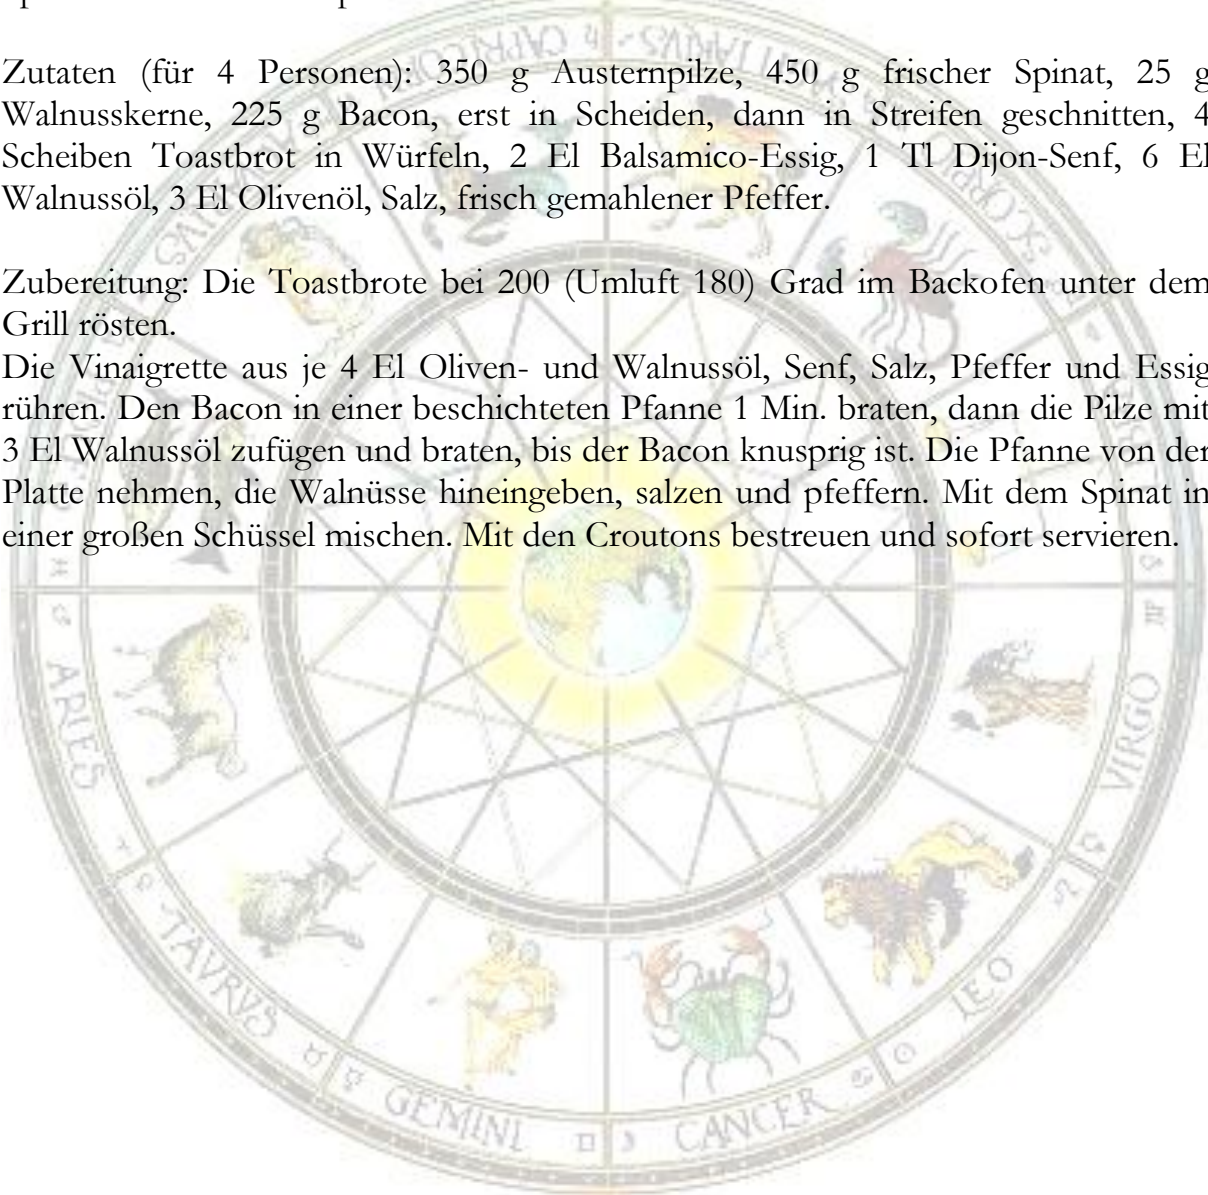 Zutaten (für 4 Personen): 350 g Austernpilze, 450 g frischer Spinat, 25 g
Walnusskerne, 225 g Bacon, erst in Scheiden, dann in Streifen geschnitten, 4
Scheiben Toastbrot in Würfeln, 2 El Balsamico-Essig, 1 Tl Dijon-Senf, 6 El
Walnussöl, 3 El Olivenöl, Salz, frisch gemahlener Pfeffer.
Zubereitung: Die Toastbrote bei 200 (Umluft 180) Grad im Backofen unter dem
Grill rösten.
Die Vinaigrette aus je 4 El Oliven- und Walnussöl, Senf, Salz, Pfeffer und Essig
rühren. Den Bacon in einer beschichteten Pfanne 1 Min. braten, dann die Pilze mit
3 El Walnussöl zufügen und braten, bis der Bacon knusprig ist. Die Pfanne von der
Platte nehmen, die Walnüsse hineingeben, salzen und pfeffern. Mit dem Spinat in
einer großen Schüssel mischen. Mit den Croutons bestreuen und sofort servieren.
ARIES
TAVRVS
GEMINI
CANCER
LEO
VIRGO